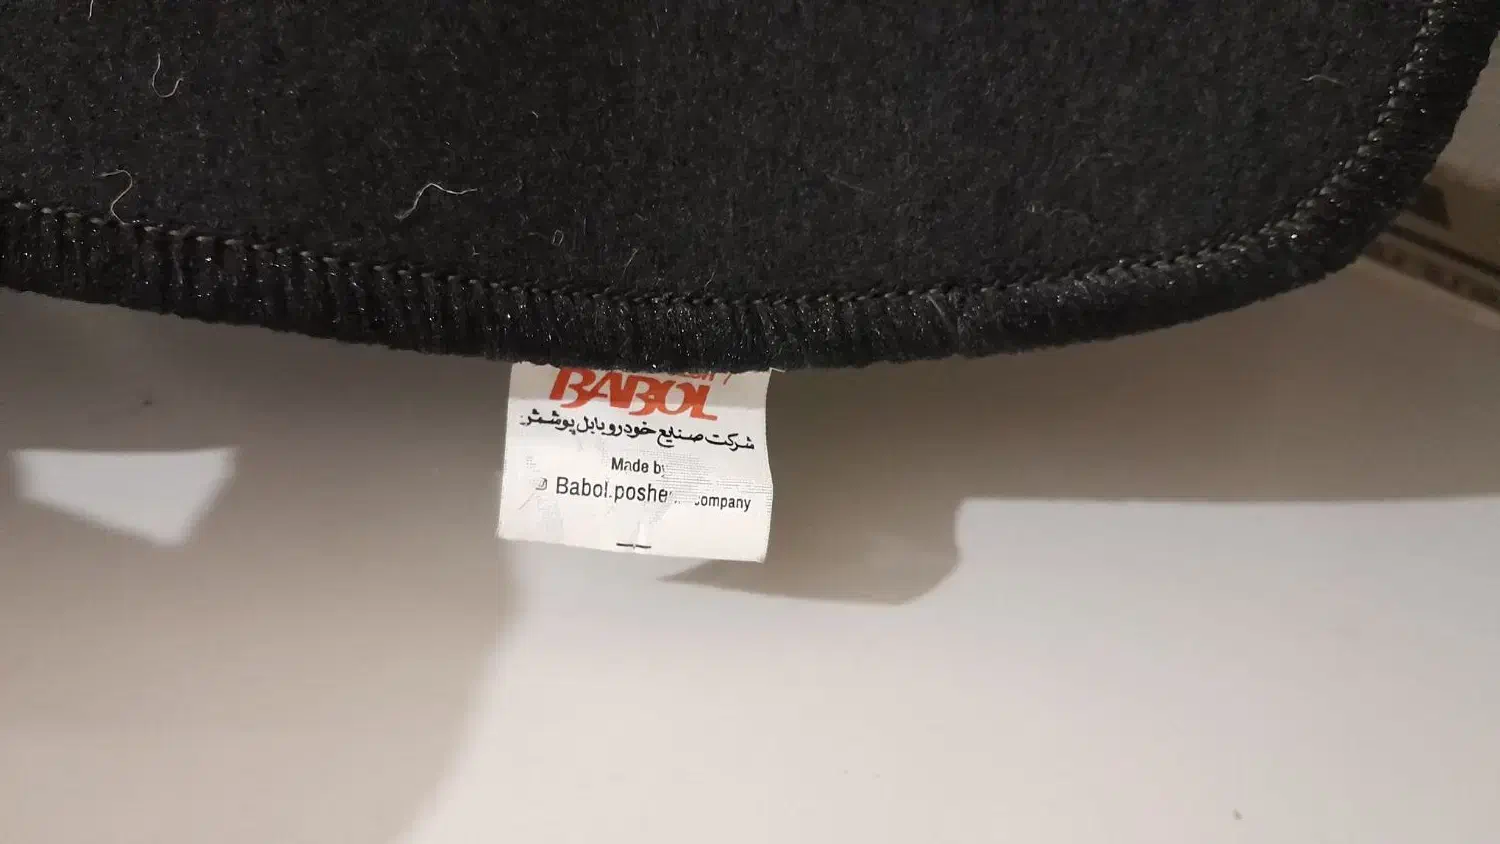 BABOL
شرکت صنایع خودرو بابل پوشش
Made by
Babol.poshe
company